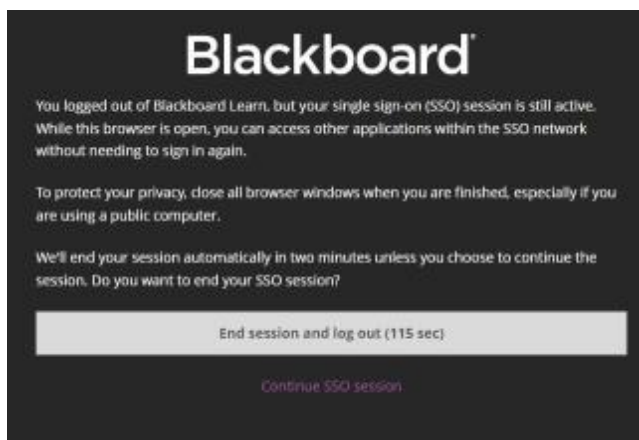 Blackboard
You logged out of Blackboard Learn, but your single sign-on (SSO) session is still active.
While this browser is open, you can access other applications within the SSO network
without needing to sign in again.
To protect your privacy, close all browser windows when you are finished, especially if you
are using a public computer.
We'll end your session automatically in two minutes unless you choose to continue the
session. Do you want to end your SSO session?
End session and log out (115 sec)
Continue SSO session